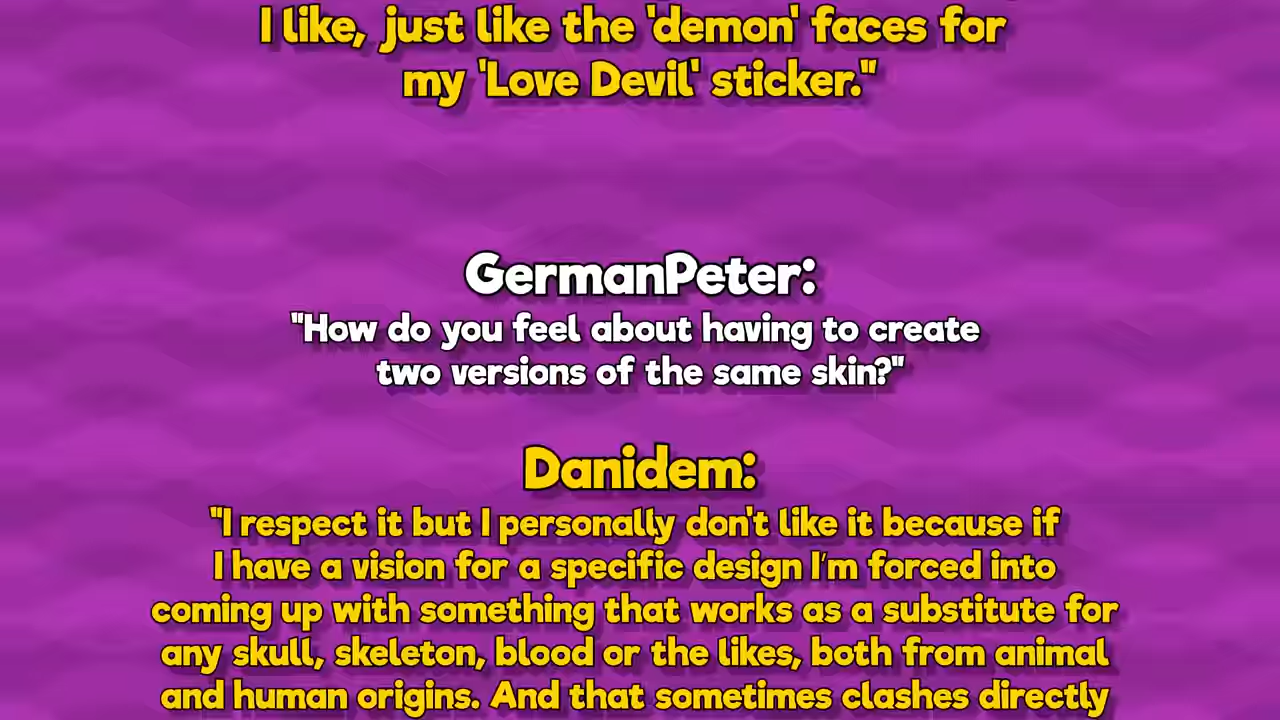 I like, just like the 'demon' faces for
my 'Love Devil' sticker."
GermanPeter:
"How do you feel about having to create
two versions of the same skin?"
Danidem:
"I respect it but I personally don't like it because if
I have a vision for a specific design I'm forced into
coming up with something that works as a substitute for
any skull, skeleton, blood or the likes, both from animal
and human origins. And that sometimes clashes directly